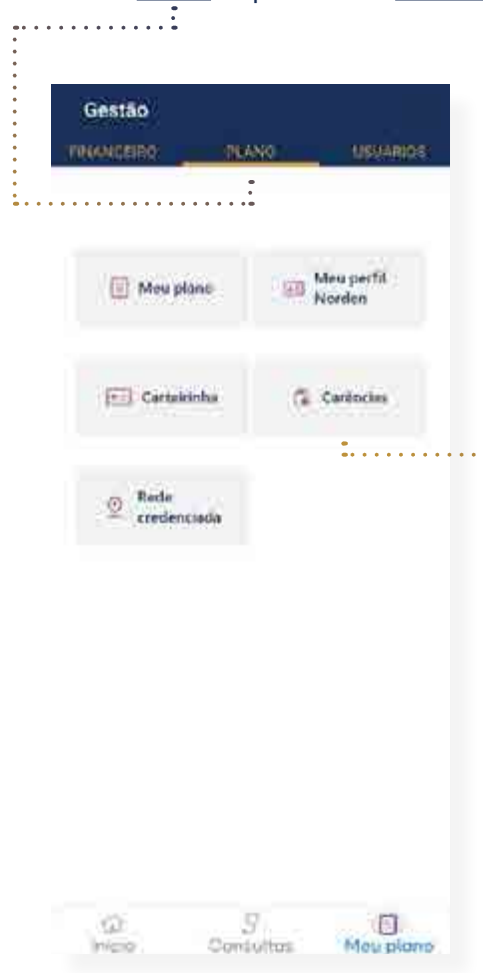 Gestão
FINANCEIRO PLANO USUÁRIOS
Meu plano
Meu perfil
Norden
Carteirinha
Carências
Rede
credenciada
Início Consultas Meu plano